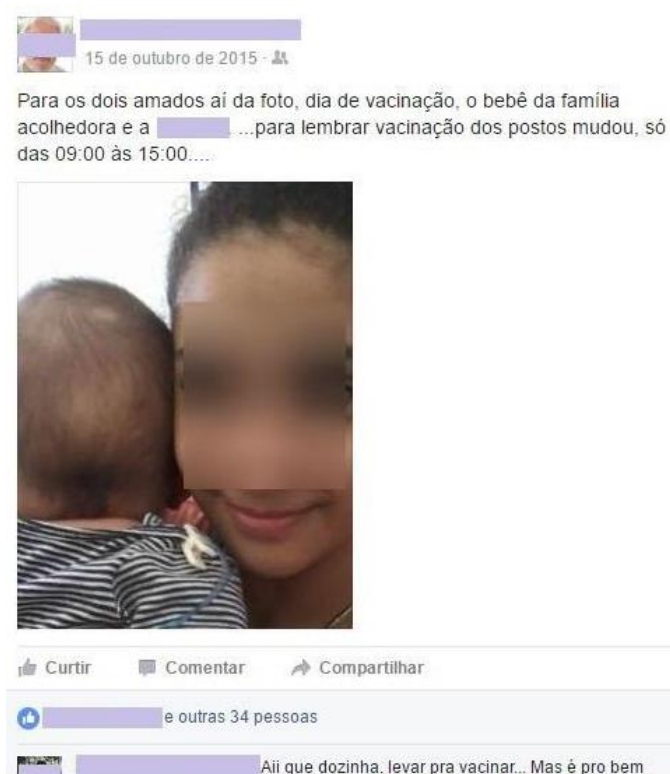 15 de outubro de 2015 ·
Para os dois amados aí da foto, dia de vacinação, o bebê da família
acolhedora e a ...para lembrar vacinação dos postos mudou, só
das 09:00 às 15:00....
Curtir Comentar Compartilhar
e outras 34 pessoas
Aii que dozinha, levar pra vacinar... Mas é pro bem